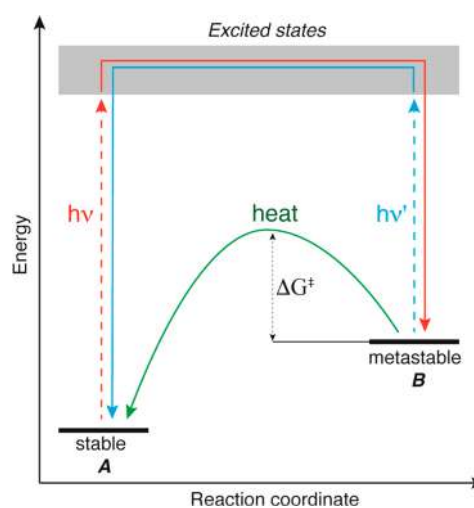 Excited states
hν
heat
hν'
Energy
ΔG‡
metastable
B
stable
A
Reaction coordinate